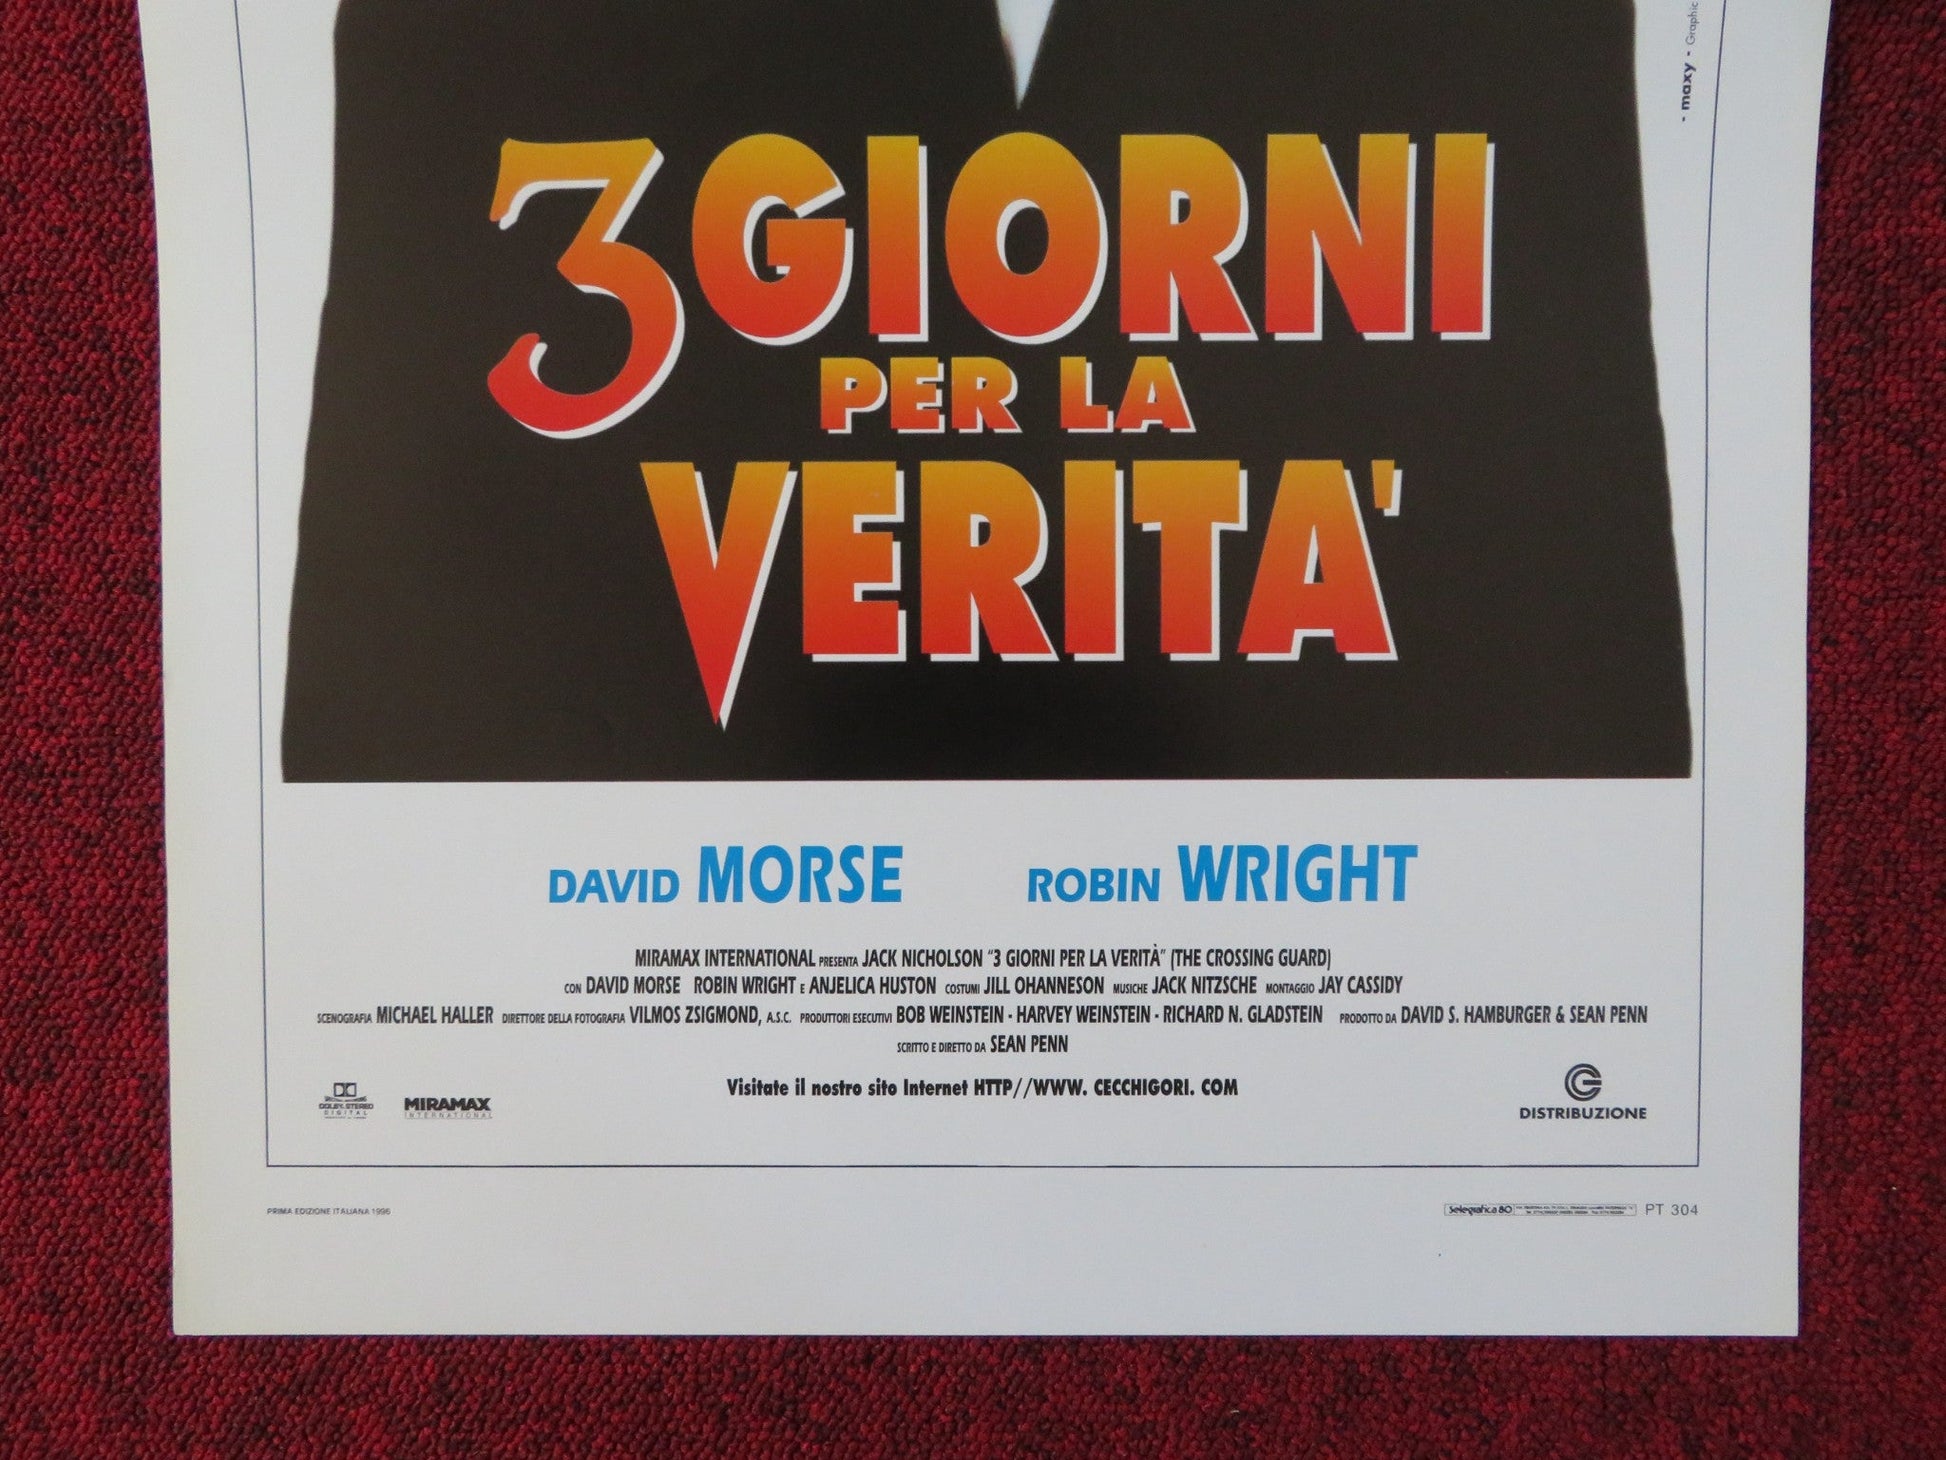 - maxy - Graphic
3 GIORNI
PER LA
VERITA'
DAVID MORSE ROBIN WRIGHT
MIRAMAX INTERNATIONAL PRESENTA JACK NICHOLSON "3 GIORNI PER LA VERITÀ" (THE CROSSING GUARD)
CON DAVID MORSE ROBIN WRIGHT E ANJELICA HUSTON COSTUMI JILL OHANNESON MUSICHE JACK NITZSCHE MONTAGGIO JAY CASSIDY
SCENOGRAFIA MICHAEL HALLER DIRETTORE DELLA FOTOGRAFIA VILMOS ZSIGMOND, A.S.C. PRODUTTORI ESECUTIVI BOB WEINSTEIN - HARVEY WEINSTEIN - RICHARD N. GLADSTEIN PRODOTTO DA DAVID S. HAMBURGER & SEAN PENN
SCRITTO E DIRETTO DA SEAN PENN
Visitate il nostro sito Internet HTTP//WWW. CECCHIGORI. COM
DOLBY STEREO
DIGITAL
MIRAMAX
INTERNATIONAL
DISTRIBUZIONE
PRIMA EDIZIONE ITALIANA 1996
Selegrafica 80 PT 304